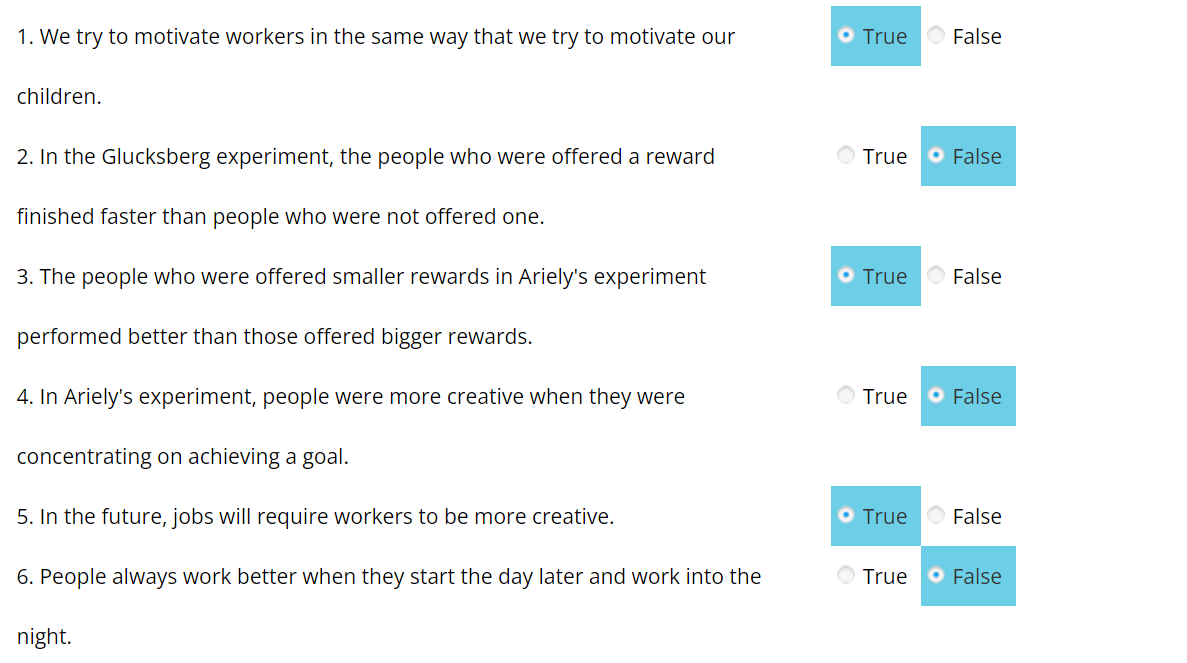 1. We try to motivate workers in the same way that we try to motivate our True False
children.
2. In the Glucksberg experiment, the people who were offered a reward True False
finished faster than people who were not offered one.
3. The people who were offered smaller rewards in Ariely's experiment True False
performed better than those offered bigger rewards.
4. In Ariely's experiment, people were more creative when they were True False
concentrating on achieving a goal.
5. In the future, jobs will require workers to be more creative. True False
6. People always work better when they start the day later and work into the True False
night.